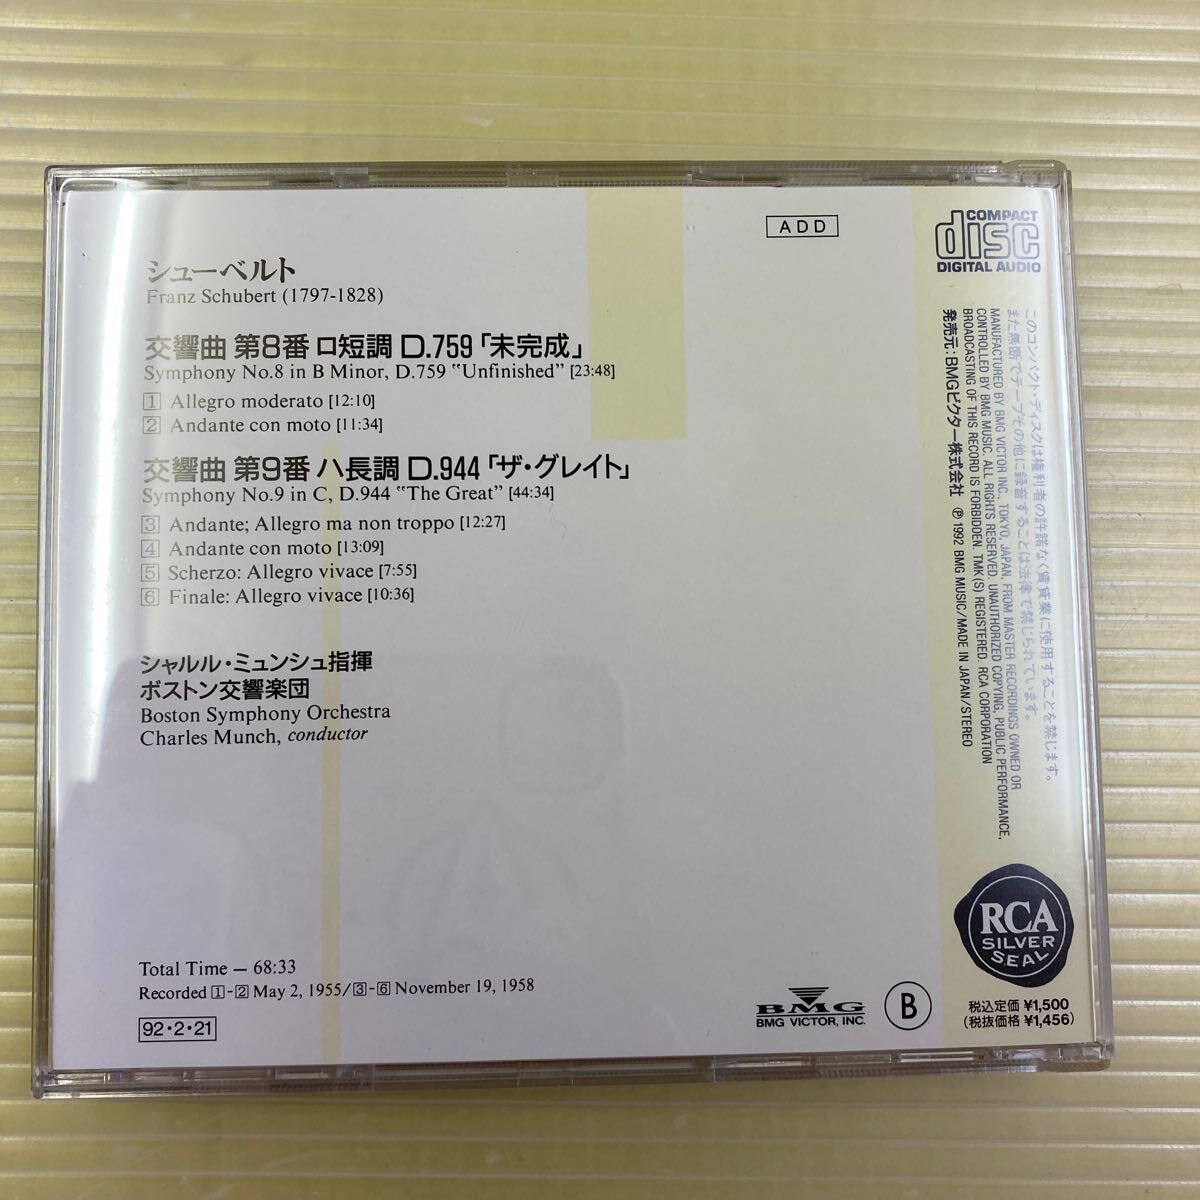 ADD
COMPACT
disc
DIGITAL AUDIO
シューベルト
Franz Schubert (1797-1828)
交響曲 第8番 ロ短調 D.759「未完成」
Symphony No.8 in B Minor, D.759 "Unfinished" [23:48]
1 Allegro moderato [12:10]
2 Andante con moto [11:34]
交響曲 第9番 ハ長調 D.944「ザ・グレイト」
Symphony No.9 in C, D.944 "The Great" [44:34]
3 Andante; Allegro ma non troppo [12:27]
4 Andante con moto [13:09]
5 Scherzo: Allegro vivace [7:55]
6 Finale: Allegro vivace [10:36]
シャルル・ミュンシュ指揮
ボストン交響楽団
Boston Symphony Orchestra
Charles Munch, conductor
Total Time — 68:33
Recorded 1-2 May 2, 1955/3-6 November 19, 1958
92・2・21
BMG
BMG VICTOR, INC.
B
このコンパクト・ディスクは権利者の許諾なく賃貸業に使用することを禁じます。
また無断でテープその他に録音することは法律で禁じられています。
MANUFACTURED BY BMG VICTOR INC., TOKYO, JAPAN, FROM MASTER RECORDINGS OWNED OR
CONTROLLED BY BMG MUSIC. ALL RIGHTS RESERVED. UNAUTHORIZED COPYING, PUBLIC PERFORMANCE,
BROADCASTING OF THIS RECORD IS FORBIDDEN. TMK(S) REGISTERED. RCA CORPORATION
発売元:BMGビクター株式会社 ℗ 1992 BMG MUSIC/MADE IN JAPAN/STEREO
RCA
SILVER
SEAL
税込定価 ¥1,500
(税抜価格 ¥1,456)